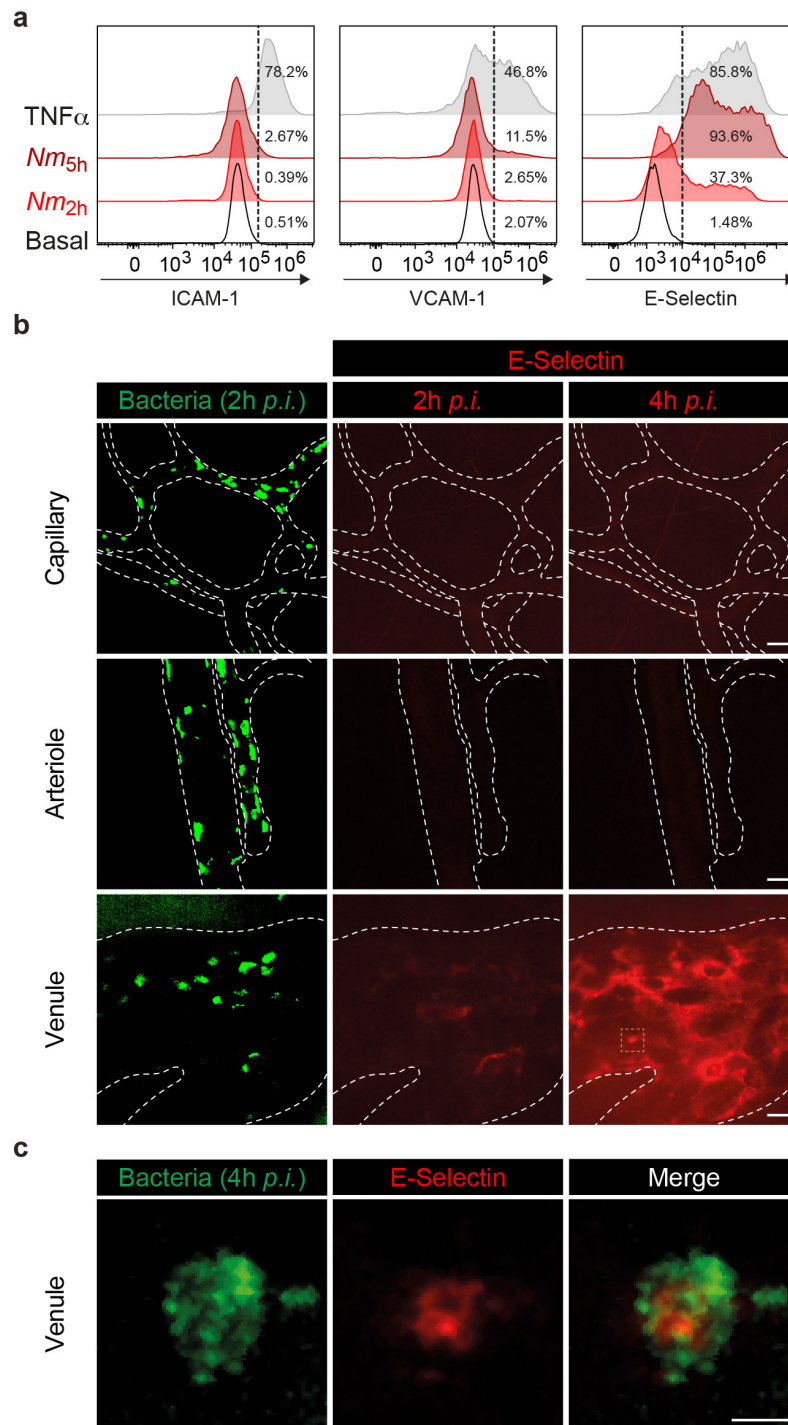 a
TNFα
Nm5h
Nm2h
Basal
78.2%
2.67%
0.39%
0.51%
0 10³ 10⁴ 10⁵ 10⁶
ICAM-1
46.8%
11.5%
2.65%
2.07%
0 10³ 10⁴ 10⁵ 10⁶
VCAM-1
85.8%
93.6%
37.3%
1.48%
0 10³ 10⁴ 10⁵ 10⁶
E-Selectin
b
E-Selectin
Bacteria (2h p.i.) 2h p.i. 4h p.i.
Capillary
Arteriole
Venule
c
Bacteria (4h p.i.) E-Selectin Merge
Venule